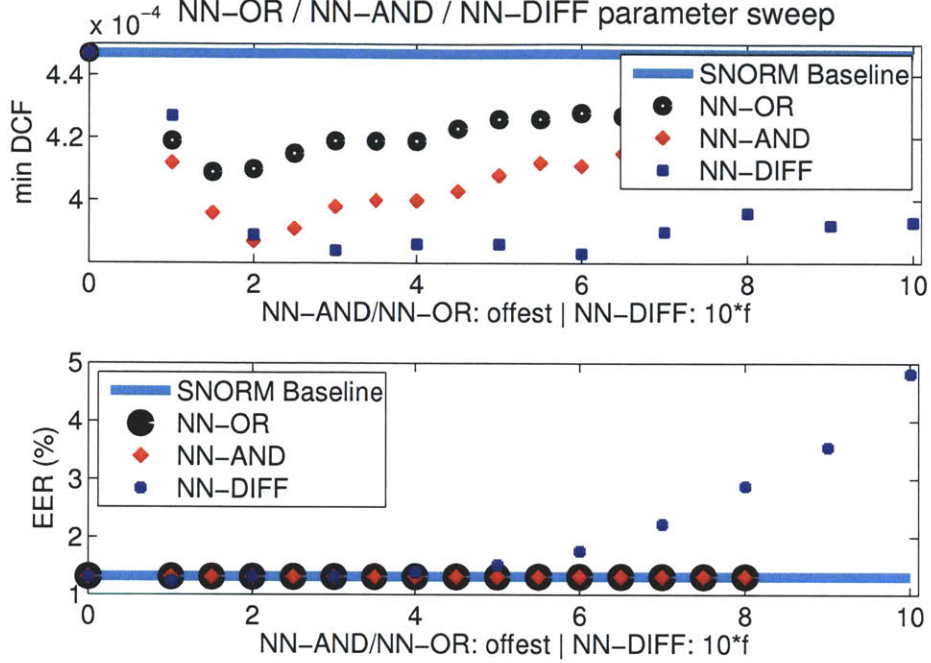 NN−OR / NN−AND / NN−DIFF parameter sweep
x 10⁻⁴
4.4
4.2
4
min DCF
SNORM Baseline
NN−OR
NN−AND
NN−DIFF
0 2 4 6 8 10
NN−AND/NN−OR: offest | NN−DIFF: 10*f
5
4
3
2
1
EER (%)
SNORM Baseline
NN−OR
NN−AND
NN−DIFF
0 2 4 6 8 10
NN−AND/NN−OR: offest | NN−DIFF: 10*f